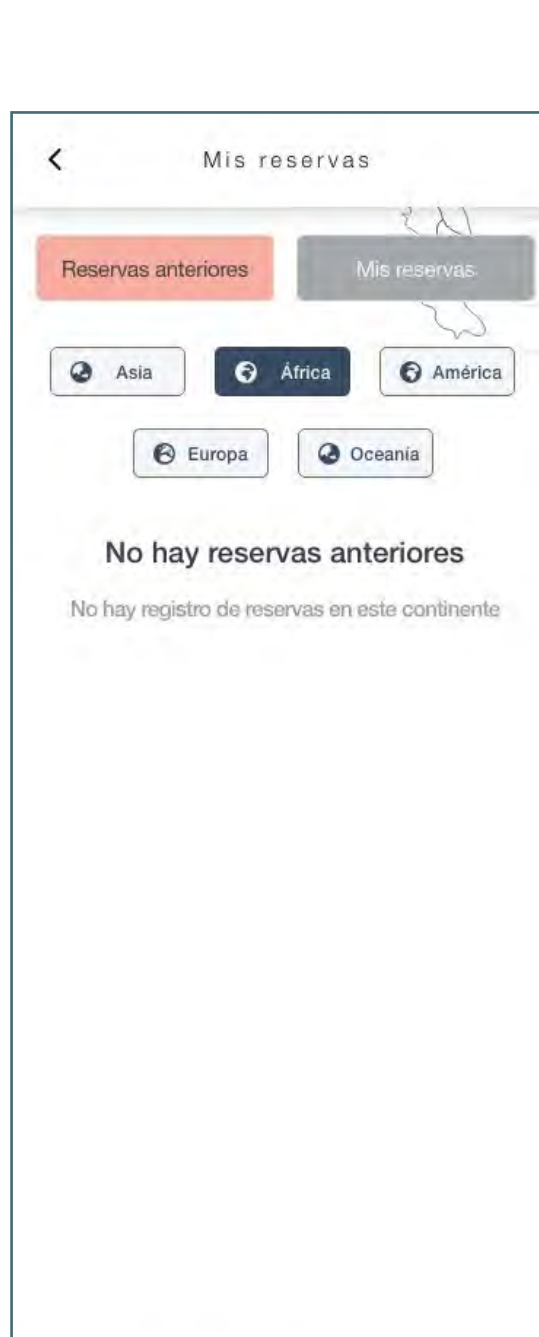 Mis reservas
Reservas anteriores Mis reservas
Asia África América
Europa Oceanía
No hay reservas anteriores
No hay registro de reservas en este continente